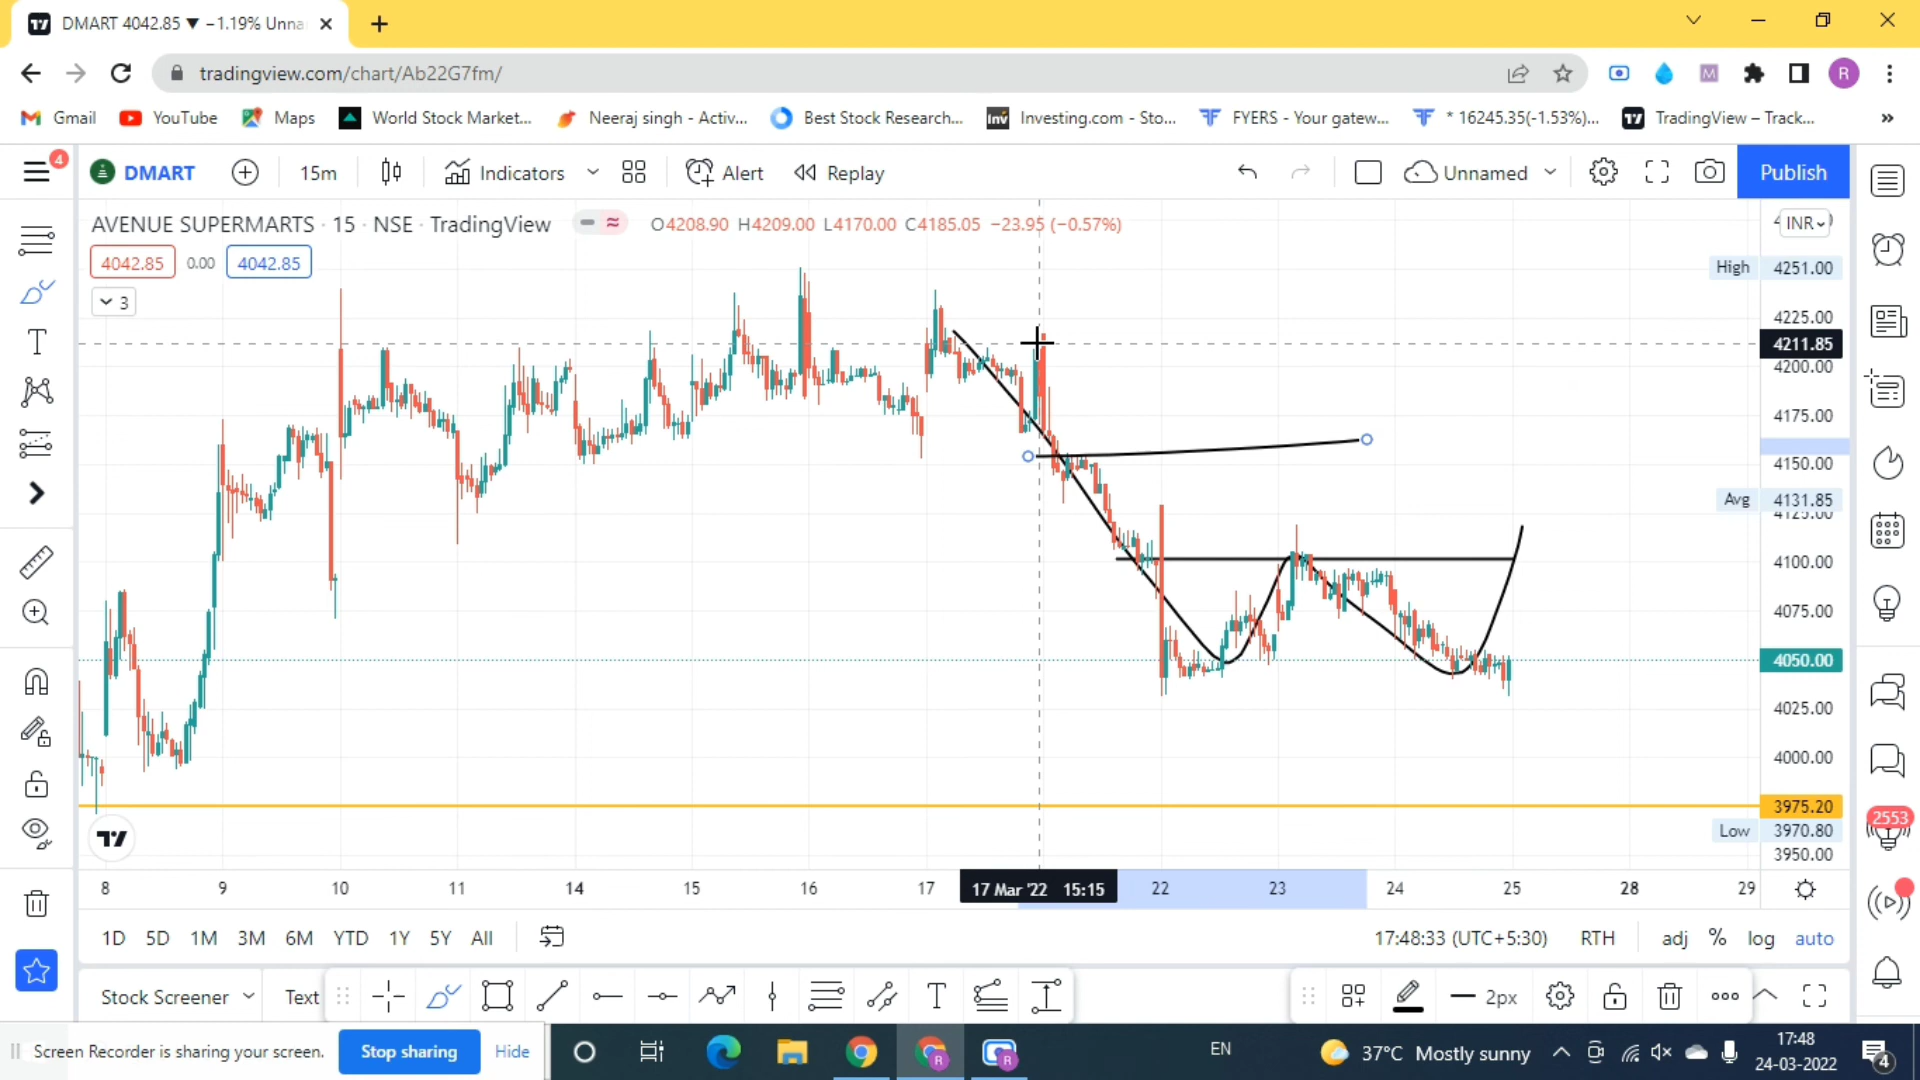 DMART 4042.85 ▼ −1.19% Unna
tradingview.com/chart/Ab22G7fm/
R
Gmail
YouTube
Maps
World Stock Market...
Neeraj singh - Activ...
Best Stock Research...
Inv
Investing.com - Sto...
FYERS - Your gatew...
* 16245.35(-1.53%)...
TradingView – Track...
»
4
DMART
15m
Indicators
Alert
Replay
Unnamed
Publish
AVENUE SUPERMARTS · 15 · NSE · TradingView
O4208.90 H4209.00 L4170.00 C4185.05 −23.95 (−0.57%)
INR
4042.85
0.00
4042.85
3
High 4251.00
4225.00
4211.85
4200.00
4175.00
4150.00
Avg 4131.85
4125.00
4100.00
4075.00
4050.00
4025.00
4000.00
3975.20
Low 3970.80
3950.00
2553
8 9 10 11 14 15 16 17 17 Mar '22 15:15 22 23 24 25 28 29
1D 5D 1M 3M 6M YTD 1Y 5Y All
17:48:33 (UTC+5:30) RTH adj % log auto
Stock Screener
Text
T
2px
Screen Recorder is sharing your screen.
Stop sharing
Hide
EN
37°C Mostly sunny
17:48
24-03-2022
4